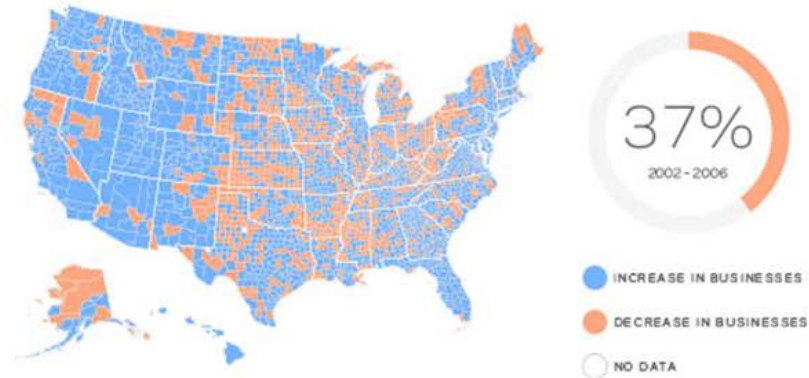 37%
2002-2006
INCREASE IN BUSINESSES
DECREASE IN BUSINESSES
NO DATA